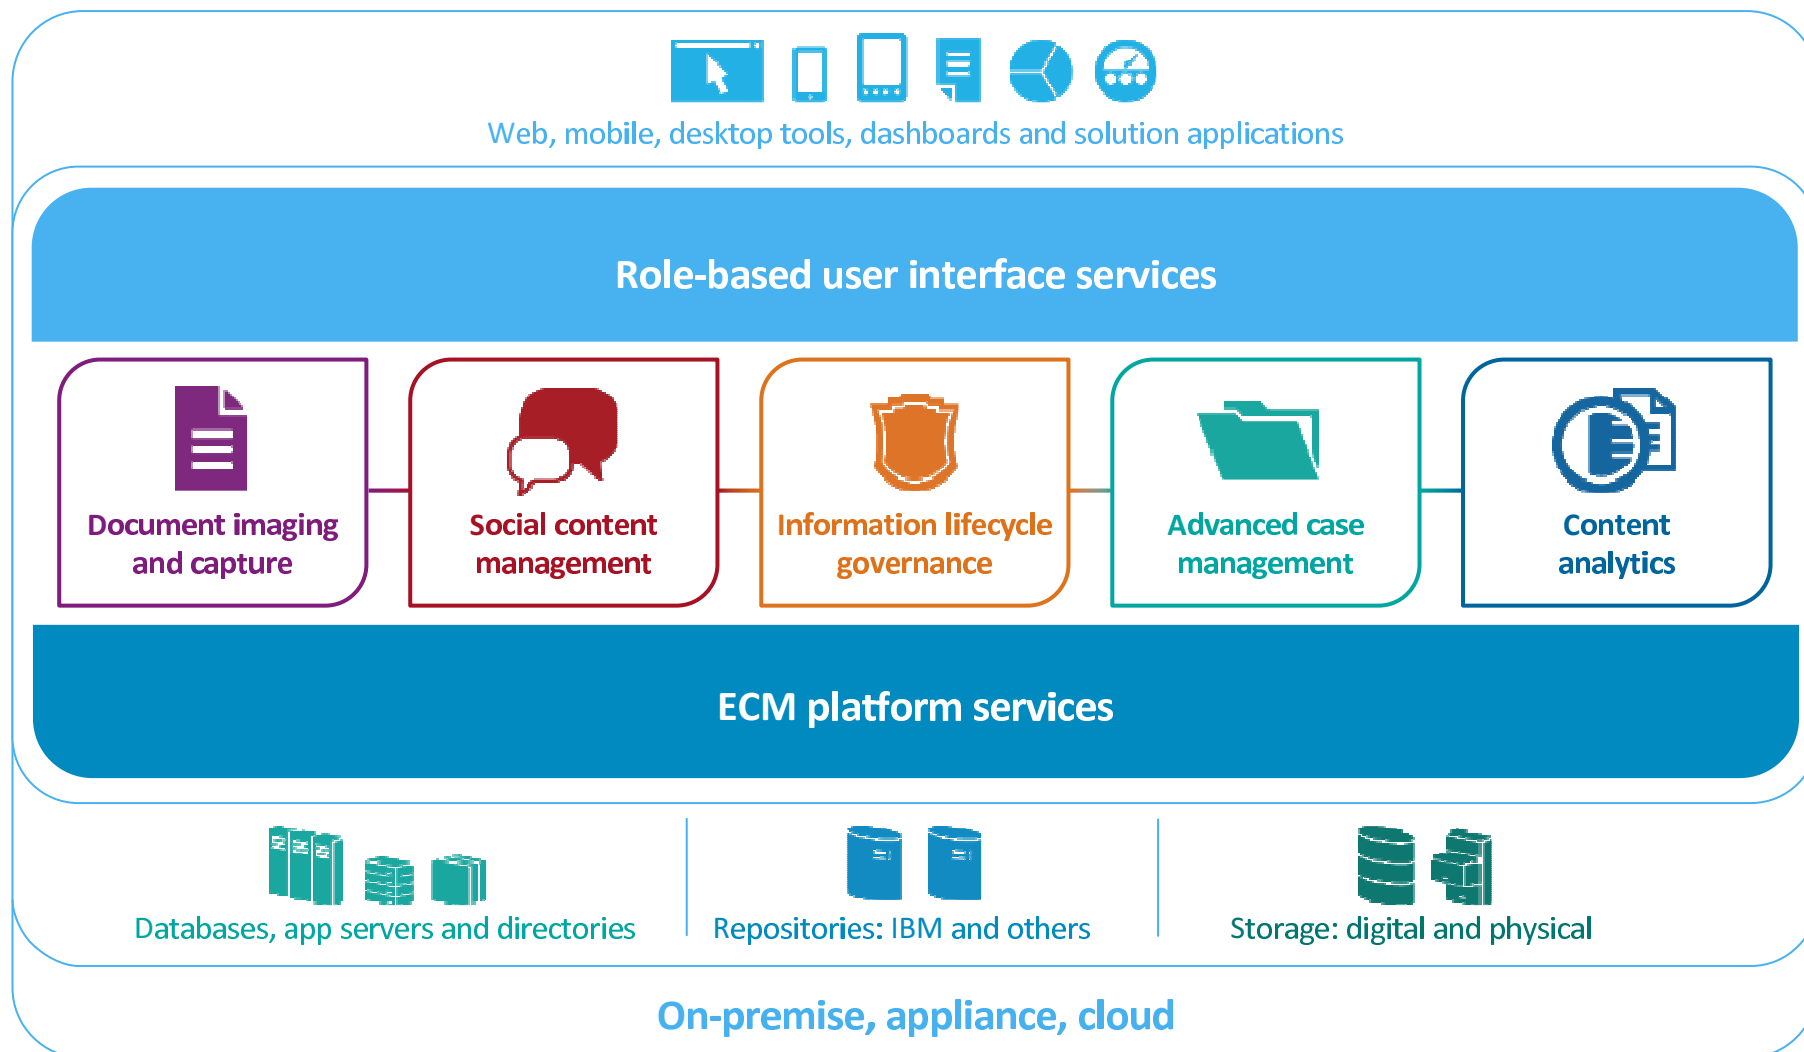 Web, mobile, desktop tools, dashboards and solution applications
Role-based user interface services
Document imaging
and capture
Social content
management
Information lifecycle
governance
Advanced case
management
Content
analytics
ECM platform services
Databases, app servers and directories
Repositories: IBM and others
Storage: digital and physical
On-premise, appliance, cloud